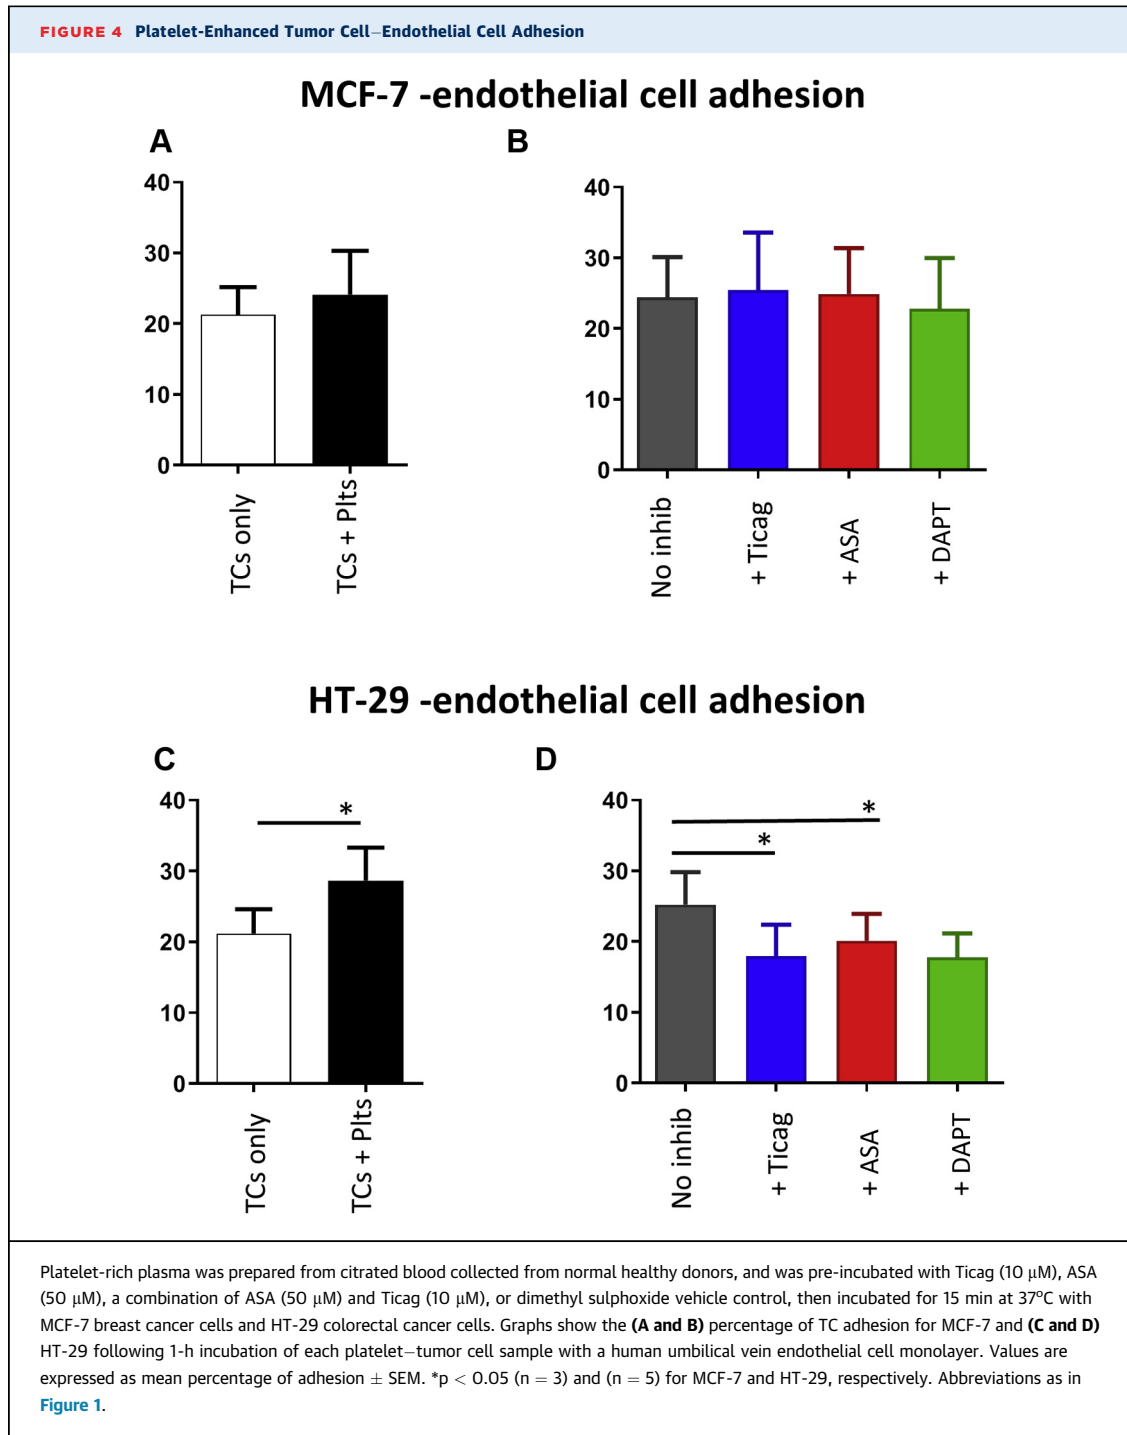 FIGURE 4 Platelet-Enhanced Tumor Cell–Endothelial Cell Adhesion
MCF-7 -endothelial cell adhesion
A
40
30
20
10
0
TCs only
TCs + Plts
B
40
30
20
10
0
No inhib
+ Ticag
+ ASA
+ DAPT
HT-29 -endothelial cell adhesion
C
40
30
20
10
0
*
TCs only
TCs + Plts
D
40
30
20
10
0
*
*
No inhib
+ Ticag
+ ASA
+ DAPT
Platelet-rich plasma was prepared from citrated blood collected from normal healthy donors, and was pre-incubated with Ticag (10 μM), ASA
(50 μM), a combination of ASA (50 μM) and Ticag (10 μM), or dimethyl sulphoxide vehicle control, then incubated for 15 min at 37°C with
MCF-7 breast cancer cells and HT-29 colorectal cancer cells. Graphs show the (A and B) percentage of TC adhesion for MCF-7 and (C and D)
HT-29 following 1-h incubation of each platelet–tumor cell sample with a human umbilical vein endothelial cell monolayer. Values are
expressed as mean percentage of adhesion ± SEM. *p < 0.05 (n = 3) and (n = 5) for MCF-7 and HT-29, respectively. Abbreviations as in
Figure 1.